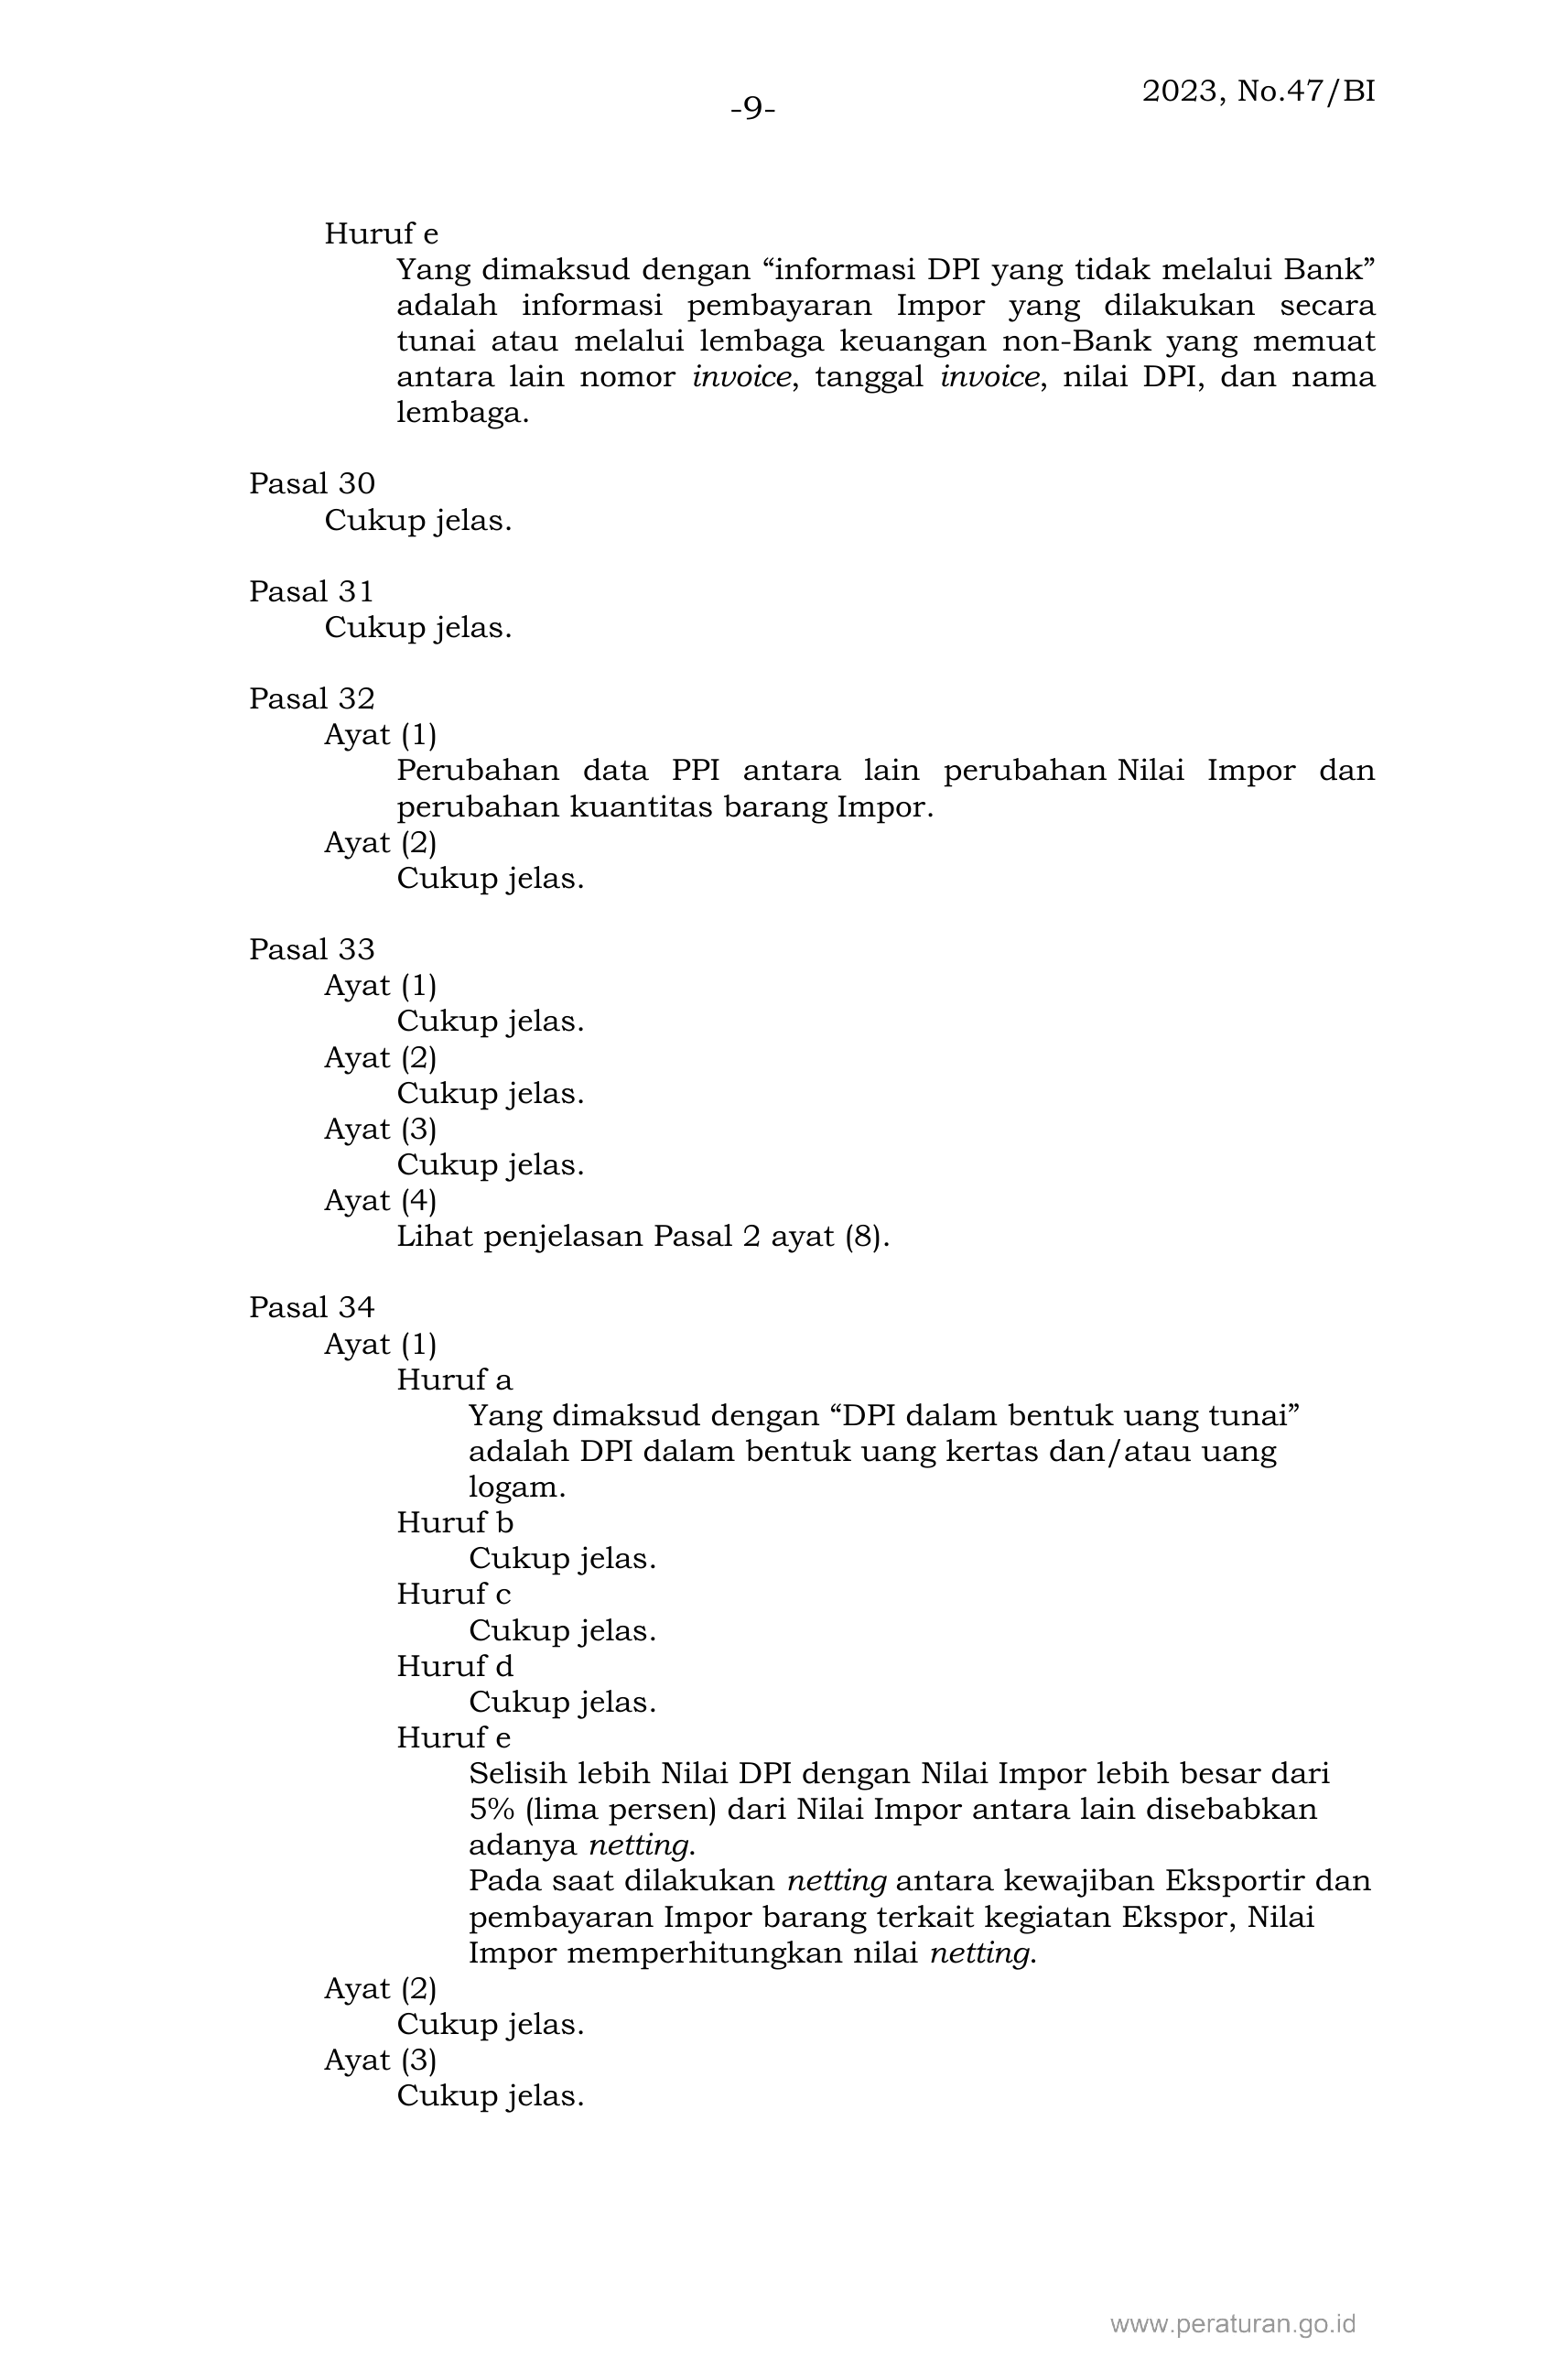 2023, No.47/BI
-9-
Huruf e
Yang dimaksud dengan “informasi DPI yang tidak melalui Bank”
adalah informasi pembayaran Impor yang dilakukan secara
tunai atau melalui lembaga keuangan non-Bank yang memuat
antara lain nomor invoice, tanggal invoice, nilai DPI, dan nama
lembaga.
Pasal 30
Cukup jelas.
Pasal 31
Cukup jelas.
Pasal 32
Ayat (1)
Perubahan data PPI antara lain perubahan Nilai Impor dan
perubahan kuantitas barang Impor.
Ayat (2)
Cukup jelas.
Pasal 33
Ayat (1)
Cukup jelas.
Ayat (2)
Cukup jelas.
Ayat (3)
Cukup jelas.
Ayat (4)
Lihat penjelasan Pasal 2 ayat (8).
Pasal 34
Ayat (1)
Huruf a
Yang dimaksud dengan “DPI dalam bentuk uang tunai”
adalah DPI dalam bentuk uang kertas dan/atau uang
logam.
Huruf b
Cukup jelas.
Huruf c
Cukup jelas.
Huruf d
Cukup jelas.
Huruf e
Selisih lebih Nilai DPI dengan Nilai Impor lebih besar dari
5% (lima persen) dari Nilai Impor antara lain disebabkan
adanya netting.
Pada saat dilakukan netting antara kewajiban Eksportir dan
pembayaran Impor barang terkait kegiatan Ekspor, Nilai
Impor memperhitungkan nilai netting.
Ayat (2)
Cukup jelas.
Ayat (3)
Cukup jelas.
www.peraturan.go.id